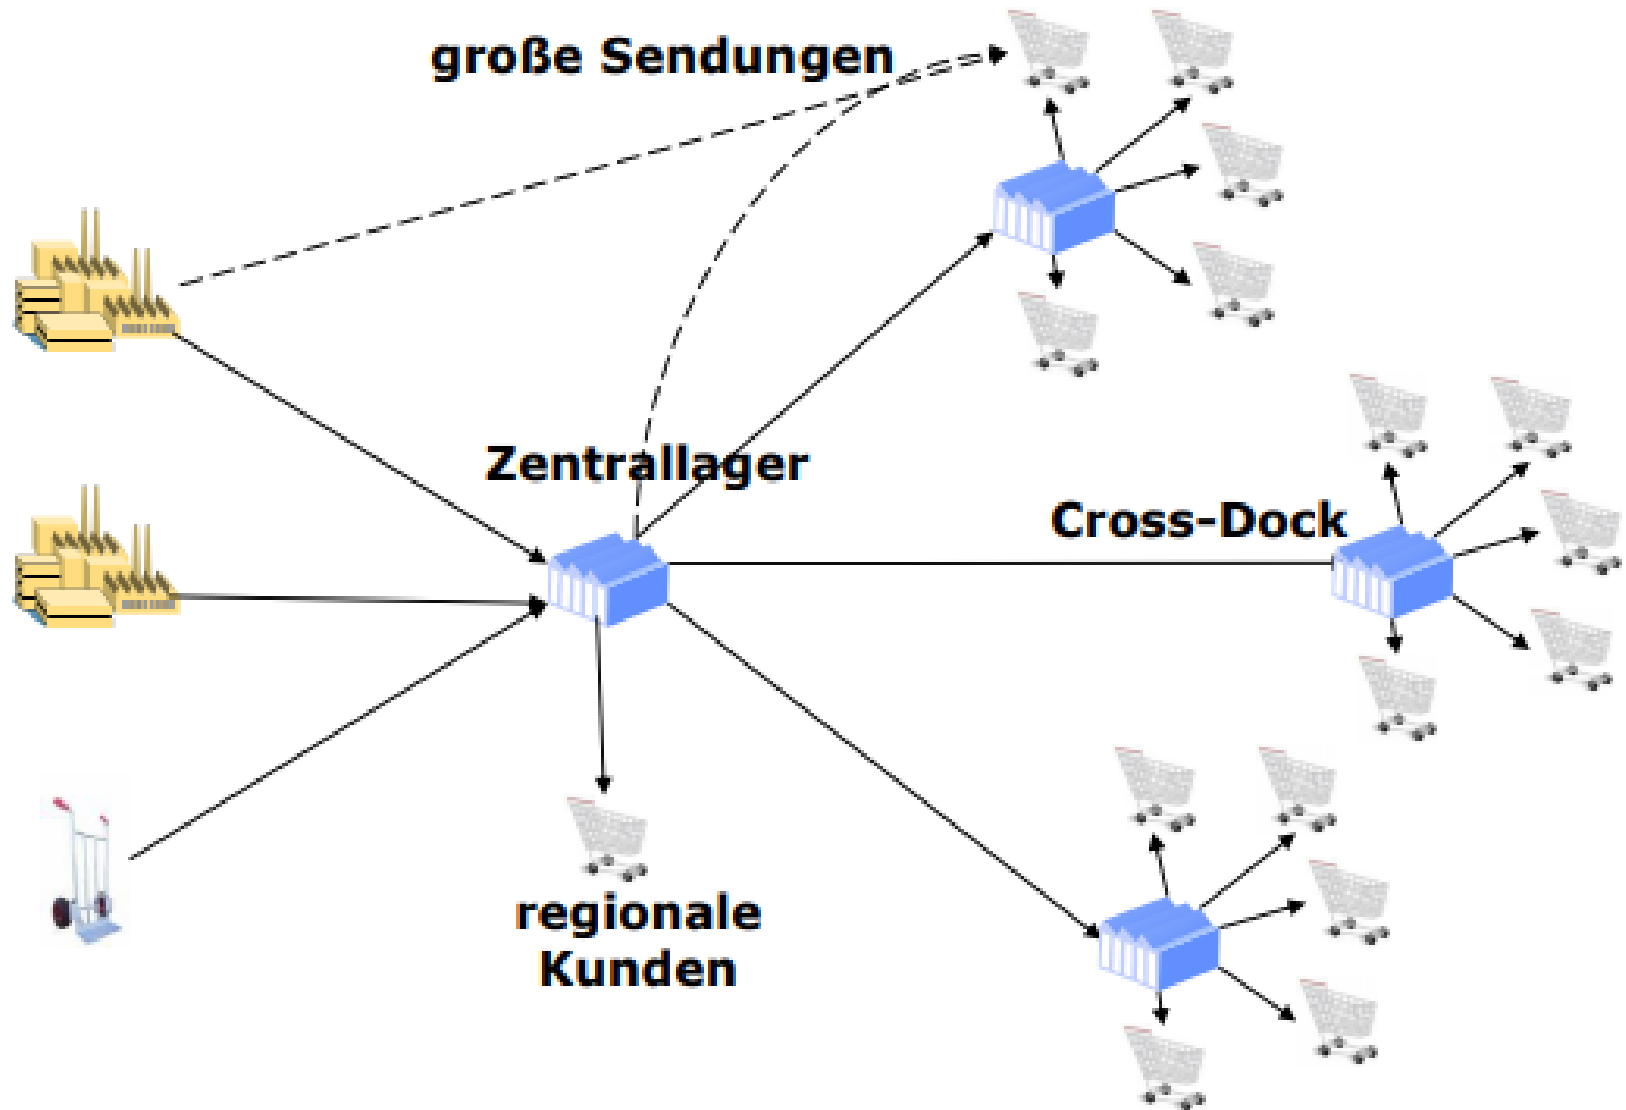 große Sendungen
Zentrallager
Cross-Dock
regionale
Kunden